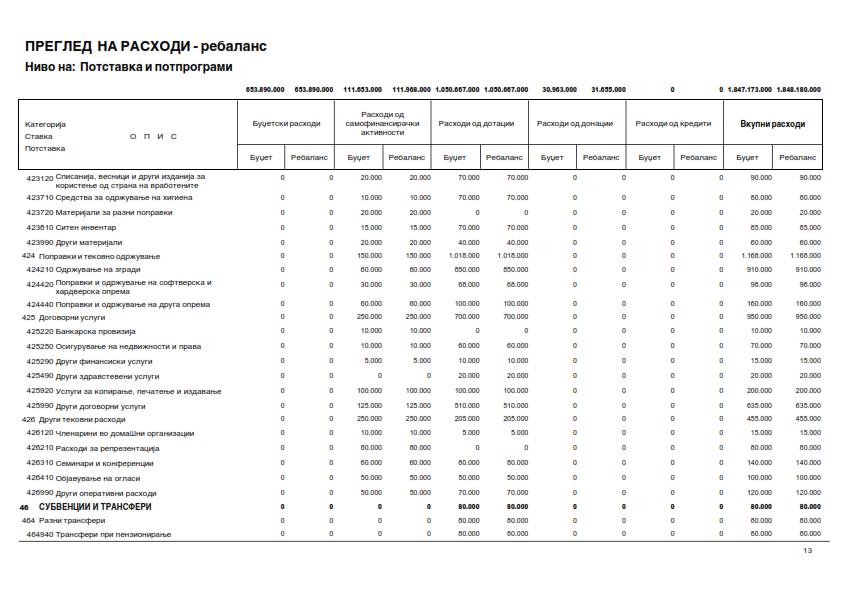 ПРЕГЛЕД НА РАСХОДИ - ребаланс
Ниво на: Потставка и потпрограми
653.890.000 653.890.000 111.653.000 111.968.000 1.050.667.000 1.050.667.000 30.963.000 31.655.000 0 0 1.847.173.000 1.848.180.000
Категорија
Ставка О П И С
Потставка
Буџетски расходи
Расходи од
самофинансирачки
активности
Расходи од дотации
Расходи од донации
Расходи од кредити
Вкупни расходи
Буџет Ребаланс Буџет Ребаланс Буџет Ребаланс Буџет Ребаланс Буџет Ребаланс Буџет Ребаланс
423120 Списанија, весници и други изданија за 0 0 20.000 20.000 70.000 70.000 0 0 0 0 90.000 90.000
користење од страна на вработените
423710 Средства за одржување на хигиена 0 0 10.000 10.000 70.000 70.000 0 0 0 0 80.000 80.000
423720 Материјали за разни поправки 0 0 20.000 20.000 0 0 0 0 0 0 20.000 20.000
423810 Ситен инвентар 0 0 15.000 15.000 70.000 70.000 0 0 0 0 85.000 85.000
423990 Други материјали 0 0 20.000 20.000 40.000 40.000 0 0 0 0 60.000 60.000
424 Поправки и тековно одржување 0 0 150.000 150.000 1.018.000 1.018.000 0 0 0 0 1.168.000 1.168.000
424210 Одржување на згради 0 0 60.000 60.000 850.000 850.000 0 0 0 0 910.000 910.000
424420 Поправки и одржување на софтверска и 0 0 30.000 30.000 68.000 68.000 0 0 0 0 98.000 98.000
хардверска опрема
424440 Поправки и одржување на друга опрема 0 0 60.000 60.000 100.000 100.000 0 0 0 0 160.000 160.000
425 Договорни услуги 0 0 250.000 250.000 700.000 700.000 0 0 0 0 950.000 950.000
425220 Банкарска провизија 0 0 10.000 10.000 0 0 0 0 0 0 10.000 10.000
425250 Осигурување на недвижности и права 0 0 10.000 10.000 60.000 60.000 0 0 0 0 70.000 70.000
425290 Други финансиски услуги 0 0 5.000 5.000 10.000 10.000 0 0 0 0 15.000 15.000
425490 Други здравствени услуги 0 0 0 0 20.000 20.000 0 0 0 0 20.000 20.000
425920 Услуги за копирање, печатење и издавање 0 0 100.000 100.000 100.000 100.000 0 0 0 0 200.000 200.000
425990 Други договорни услуги 0 0 125.000 125.000 510.000 510.000 0 0 0 0 635.000 635.000
426 Други тековни расходи 0 0 250.000 250.000 205.000 205.000 0 0 0 0 455.000 455.000
426120 Членарини во домаШни организации 0 0 10.000 10.000 5.000 5.000 0 0 0 0 15.000 15.000
426210 Расходи за репрезентација 0 0 80.000 80.000 0 0 0 0 0 0 80.000 80.000
426310 Семинари и конференции 0 0 60.000 60.000 80.000 80.000 0 0 0 0 140.000 140.000
426410 Објавување на огласи 0 0 50.000 50.000 50.000 50.000 0 0 0 0 100.000 100.000
426990 Други оперативни расходи 0 0 50.000 50.000 70.000 70.000 0 0 0 0 120.000 120.000
46 СУБВЕНЦИИ И ТРАНСФЕРИ 0 0 0 0 80.000 80.000 0 0 0 0 80.000 80.000
464 Разни трансфери 0 0 0 0 80.000 80.000 0 0 0 0 80.000 80.000
464940 Трансфери при пензионирање 0 0 0 0 80.000 80.000 0 0 0 0 80.000 80.000
13